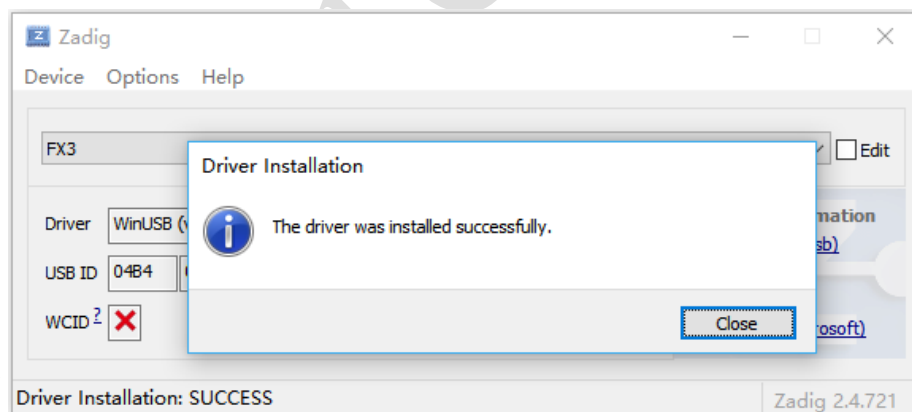 Zadig
Device Options Help
FX3
Edit
Driver Installation
The driver was installed successfully.
Driver WinUSB
USB ID 04B4
WCID ?
Close
Driver Installation: SUCCESS
Zadig 2.4.721